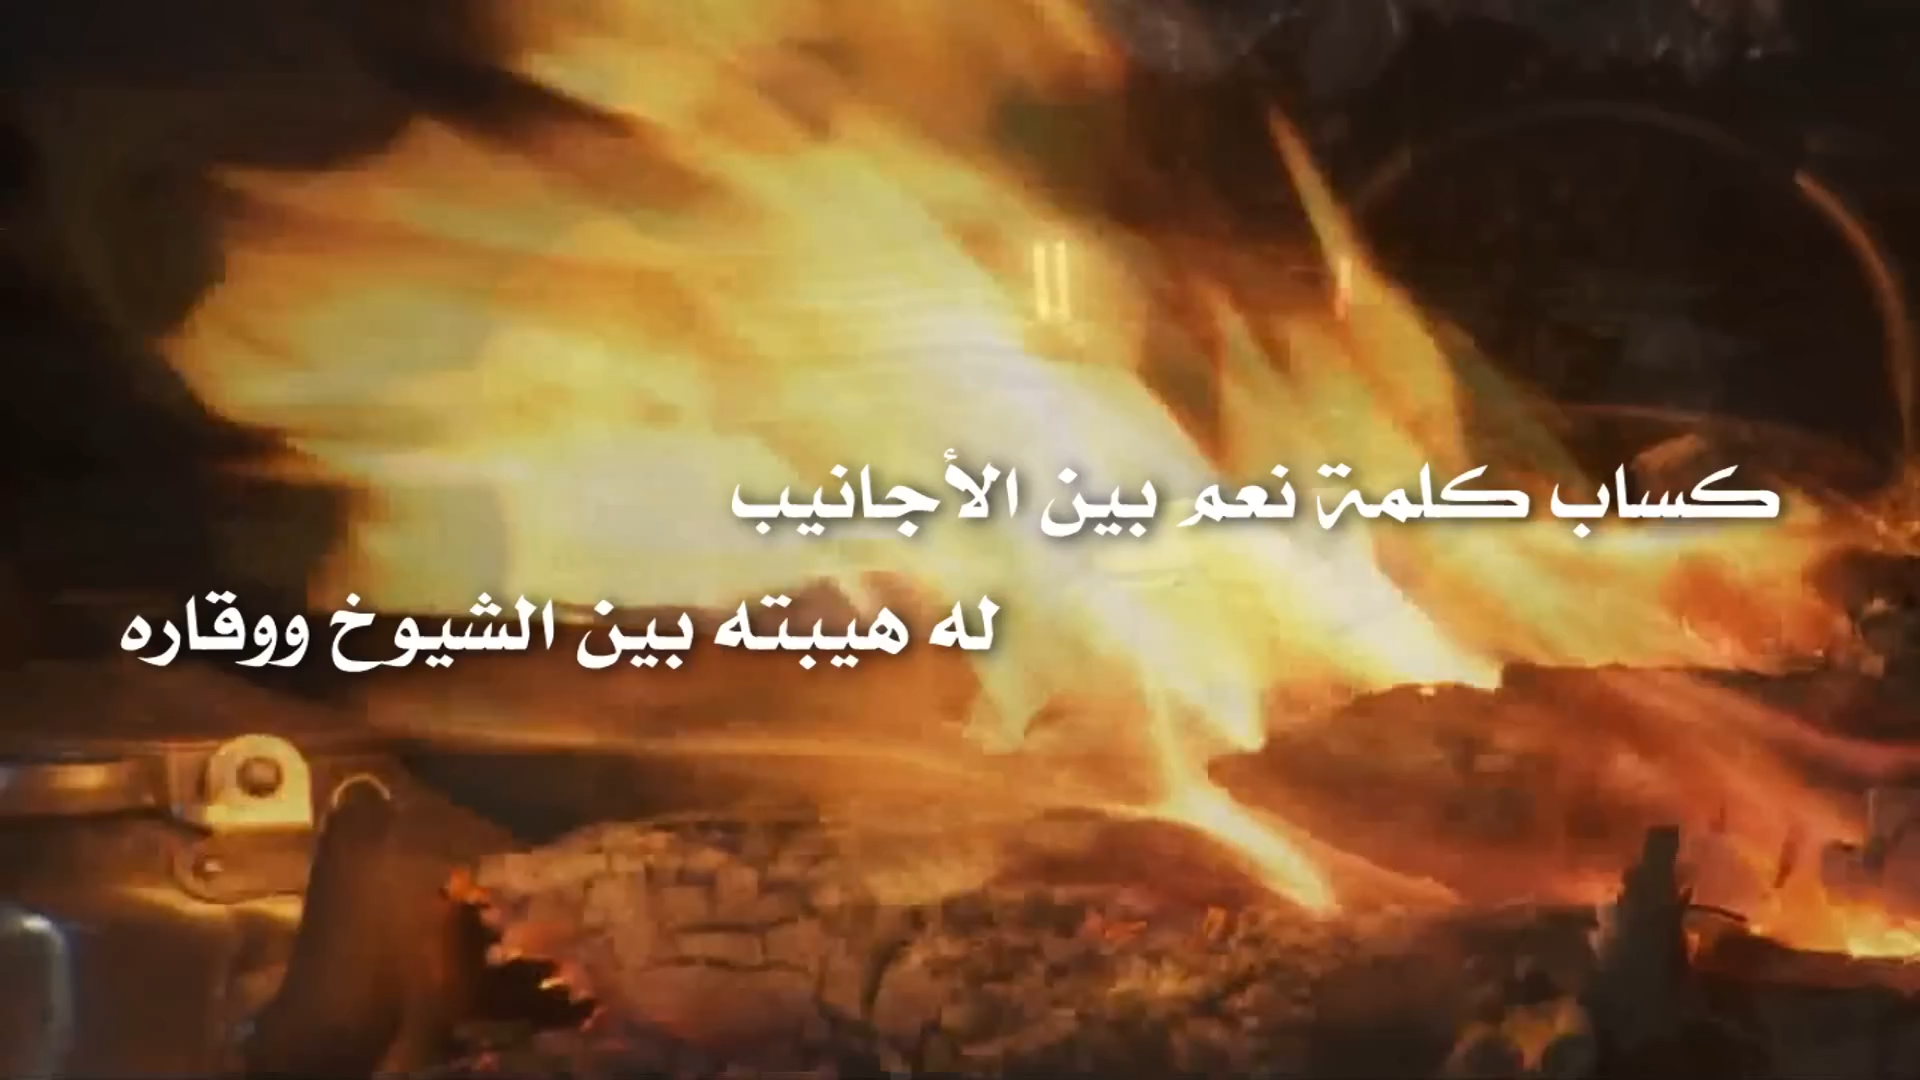 كساب كلمة نعم بين الأجانيب
له هيبته بين الشيوخ ووقاره